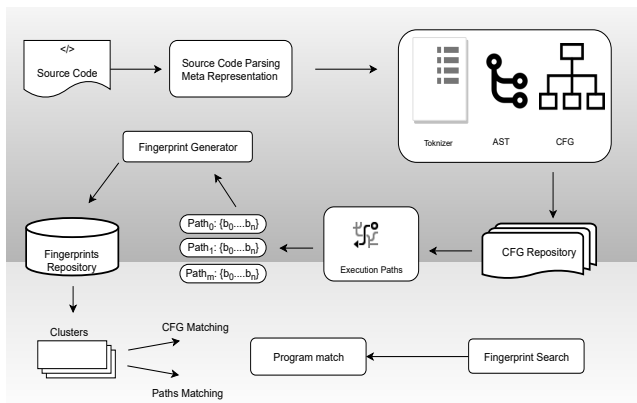 </>
Source Code
Source Code Parsing
Meta Representation
Toknizer
AST
CFG
Fingerprint Generator
Path0: {b0....bn}
Path1: {b0....bn}
Pathm: {b0....bn}
Execution Paths
CFG Repository
Fingerprints
Repository
Clusters
CFG Matching
Paths Matching
Program match
Fingerprint Search